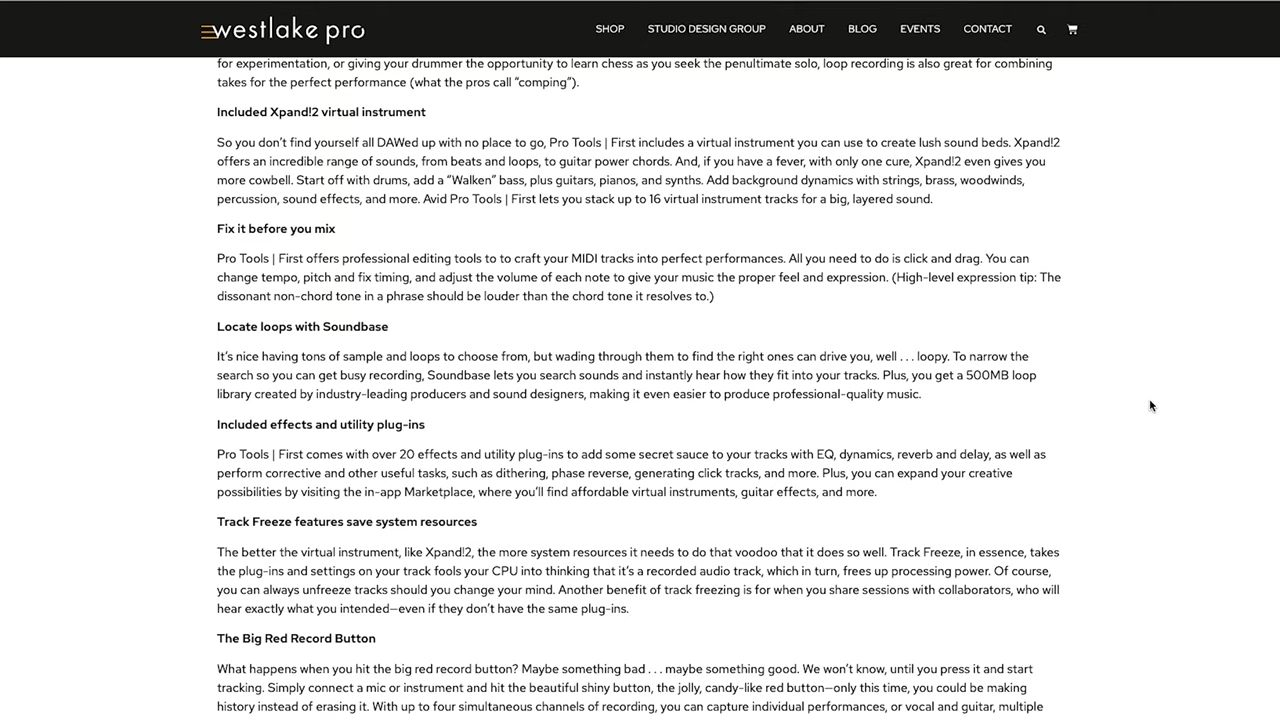 westlake pro
SHOP STUDIO DESIGN GROUP ABOUT BLOG EVENTS CONTACT
for experimentation, or giving your drummer the opportunity to learn chess as you seek the penultimate solo, loop recording is also great for combining
takes for the perfect performance (what the pros call “comping”).
Included Xpand!2 virtual instrument
So you don’t find yourself all DAWed up with no place to go, Pro Tools | First includes a virtual instrument you can use to create lush sound beds. Xpand!2
offers an incredible range of sounds, from beats and loops, to guitar power chords. And, if you have a fever, with only one cure, Xpand!2 even gives you
more cowbell. Start off with drums, add a “Walken” bass, plus guitars, pianos, and synths. Add background dynamics with strings, brass, woodwinds,
percussion, sound effects, and more. Avid Pro Tools | First lets you stack up to 16 virtual instrument tracks for a big, layered sound.
Fix it before you mix
Pro Tools | First offers professional editing tools to to craft your MIDI tracks into perfect performances. All you need to do is click and drag. You can
change tempo, pitch and fix timing, and adjust the volume of each note to give your music the proper feel and expression. (High-level expression tip: The
dissonant non-chord tone in a phrase should be louder than the chord tone it resolves to.)
Locate loops with Soundbase
It’s nice having tons of sample and loops to choose from, but wading through them to find the right ones can drive you, well . . . loopy. To narrow the
search so you can get busy recording, Soundbase lets you search sounds and instantly hear how they fit into your tracks. Plus, you get a 500MB loop
library created by industry-leading producers and sound designers, making it even easier to produce professional-quality music.
Included effects and utility plug-ins
Pro Tools | First comes with over 20 effects and utility plug-ins to add some secret sauce to your tracks with EQ, dynamics, reverb and delay, as well as
perform corrective and other useful tasks, such as dithering, phase reverse, generating click tracks, and more. Plus, you can expand your creative
possibilities by visiting the in-app Marketplace, where you’ll find affordable virtual instruments, guitar effects, and more.
Track Freeze features save system resources
The better the virtual instrument, like Xpand!2, the more system resources it needs to do that voodoo that it does so well. Track Freeze, in essence, takes
the plug-ins and settings on your track fools your CPU into thinking that it’s a recorded audio track, which in turn, frees up processing power. Of course,
you can always unfreeze tracks should you change your mind. Another benefit of track freezing is for when you share sessions with collaborators, who will
hear exactly what you intended—even if they don’t have the same plug-ins.
The Big Red Record Button
What happens when you hit the big red record button? Maybe something bad . . . maybe something good. We won’t know, until you press it and start
tracking. Simply connect a mic or instrument and hit the beautiful shiny button, the jolly, candy-like red button—only this time, you could be making
history instead of erasing it. With up to four simultaneous channels of recording, you can capture individual performances, or vocal and guitar, multiple